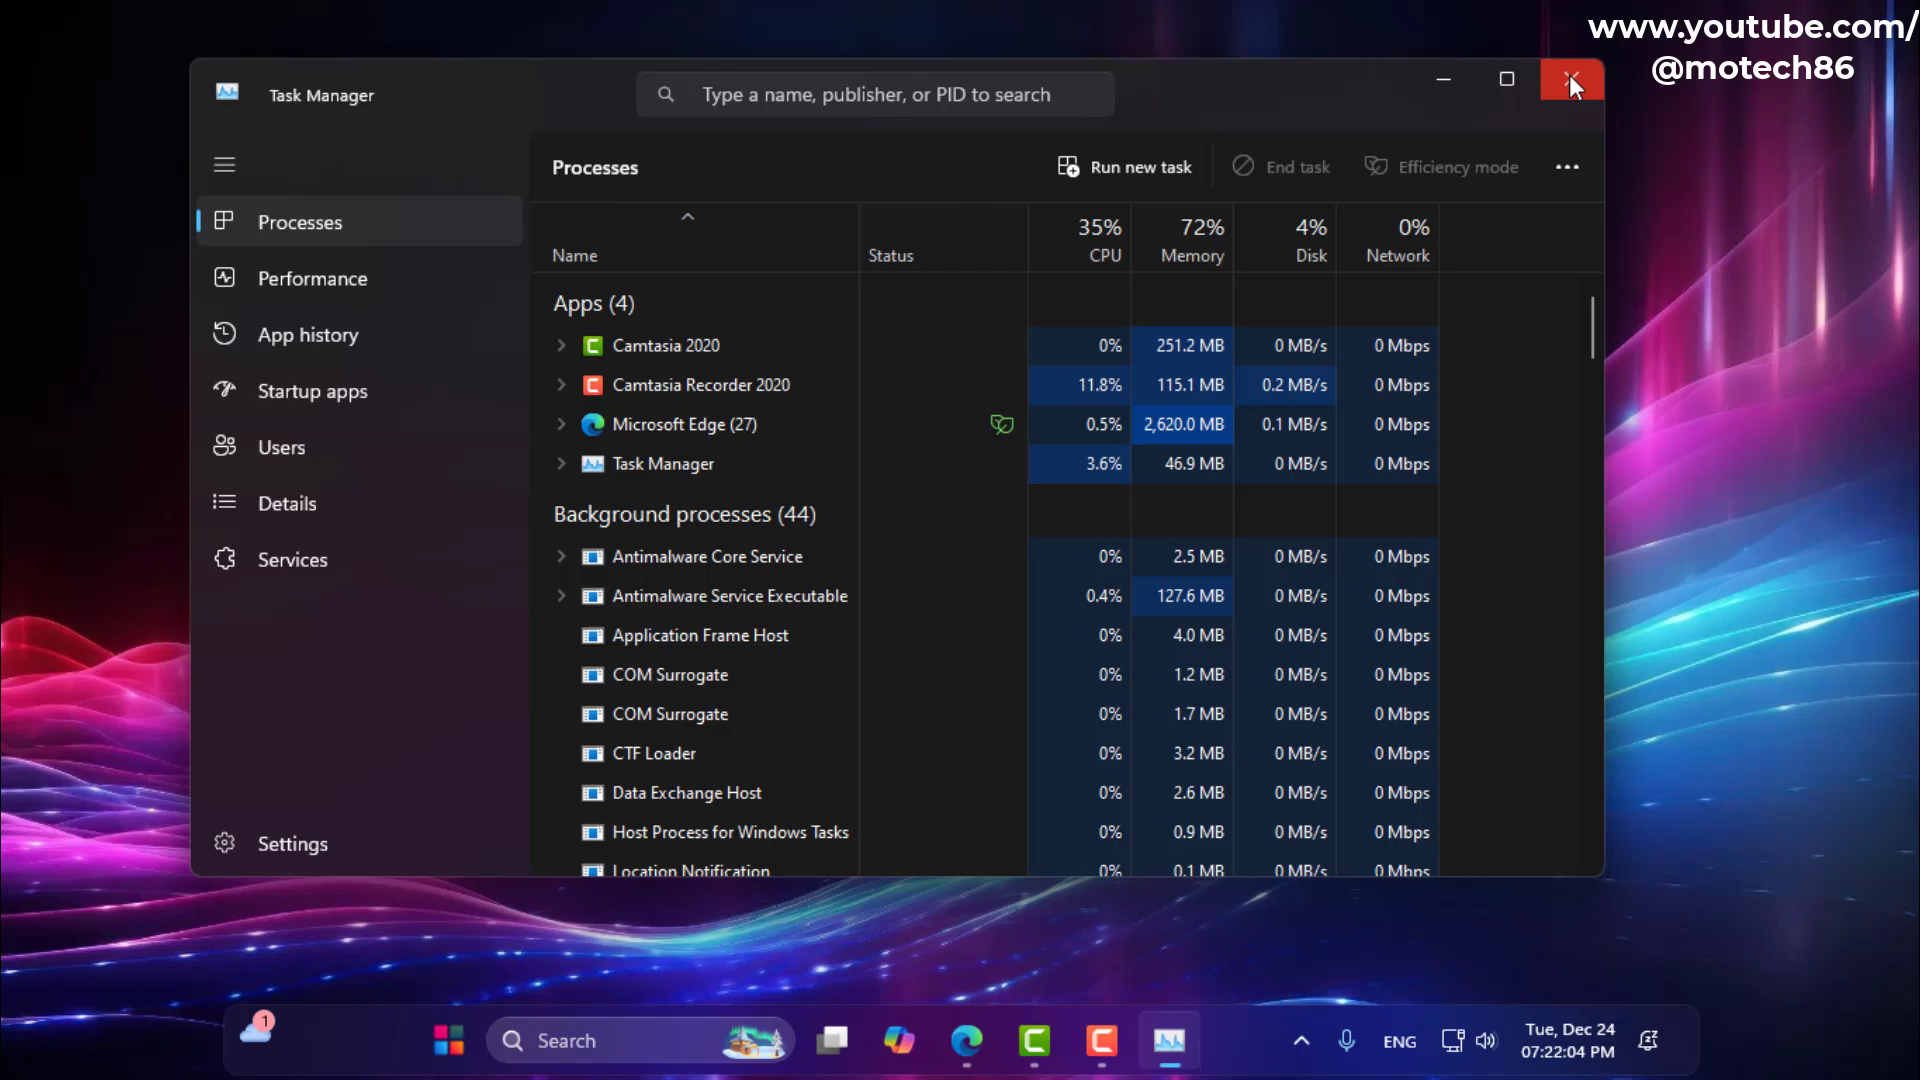 www.youtube.com/
@motech86
Task Manager
Type a name, publisher, or PID to search
Processes
Run new task
End task
Efficiency mode
Processes
Performance
App history
Startup apps
Users
Details
Services
Settings
35% 72% 4% 0%
Name Status CPU Memory Disk Network
Apps (4)
Camtasia 2020 0% 251.2 MB 0 MB/s 0 Mbps
Camtasia Recorder 2020 11.8% 115.1 MB 0.2 MB/s 0 Mbps
Microsoft Edge (27) 0.5% 2,620.0 MB 0.1 MB/s 0 Mbps
Task Manager 3.6% 46.9 MB 0 MB/s 0 Mbps
Background processes (44)
Antimalware Core Service 0% 2.5 MB 0 MB/s 0 Mbps
Antimalware Service Executable 0.4% 127.6 MB 0 MB/s 0 Mbps
Application Frame Host 0% 4.0 MB 0 MB/s 0 Mbps
COM Surrogate 0% 1.2 MB 0 MB/s 0 Mbps
COM Surrogate 0% 1.7 MB 0 MB/s 0 Mbps
CTF Loader 0% 3.2 MB 0 MB/s 0 Mbps
Data Exchange Host 0% 2.6 MB 0 MB/s 0 Mbps
Host Process for Windows Tasks 0% 0.9 MB 0 MB/s 0 Mbps
Location Notification 0% 0.1 MB 0 MB/s 0 Mbps
1
Search
ENG
Tue, Dec 24
07:22:04 PM